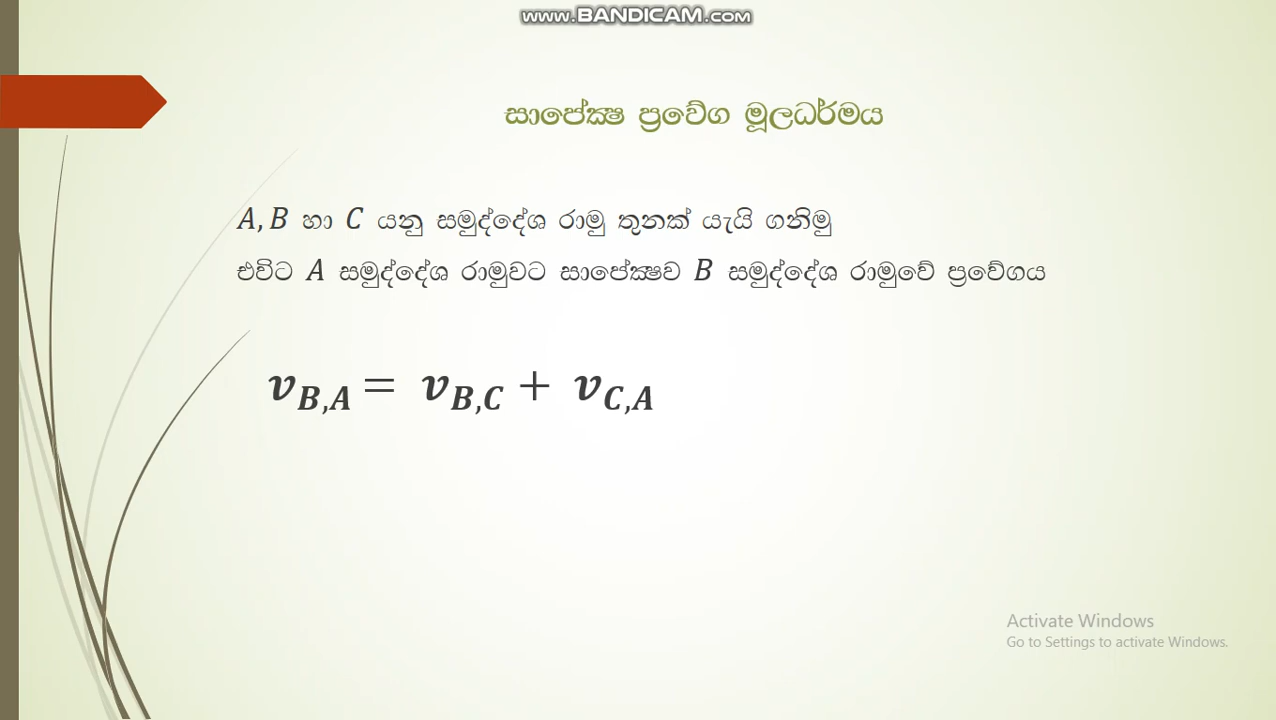 www.BANDICAM.com
සාපේක්‍ෂ ප්‍රවේග මූලධර්මය
A, B හා C යනු සමුද්දේශ රාමු තුනක් යැයි ගනිමු
එවිට A සමුද්දේශ රාමුවට සාපේක්‍ෂව B සමුද්දේශ රාමුවේ ප්‍රවේගය
v_{B,A} = v_{B,C} + v_{C,A}
Activate Windows
Go to Settings to activate Windows.